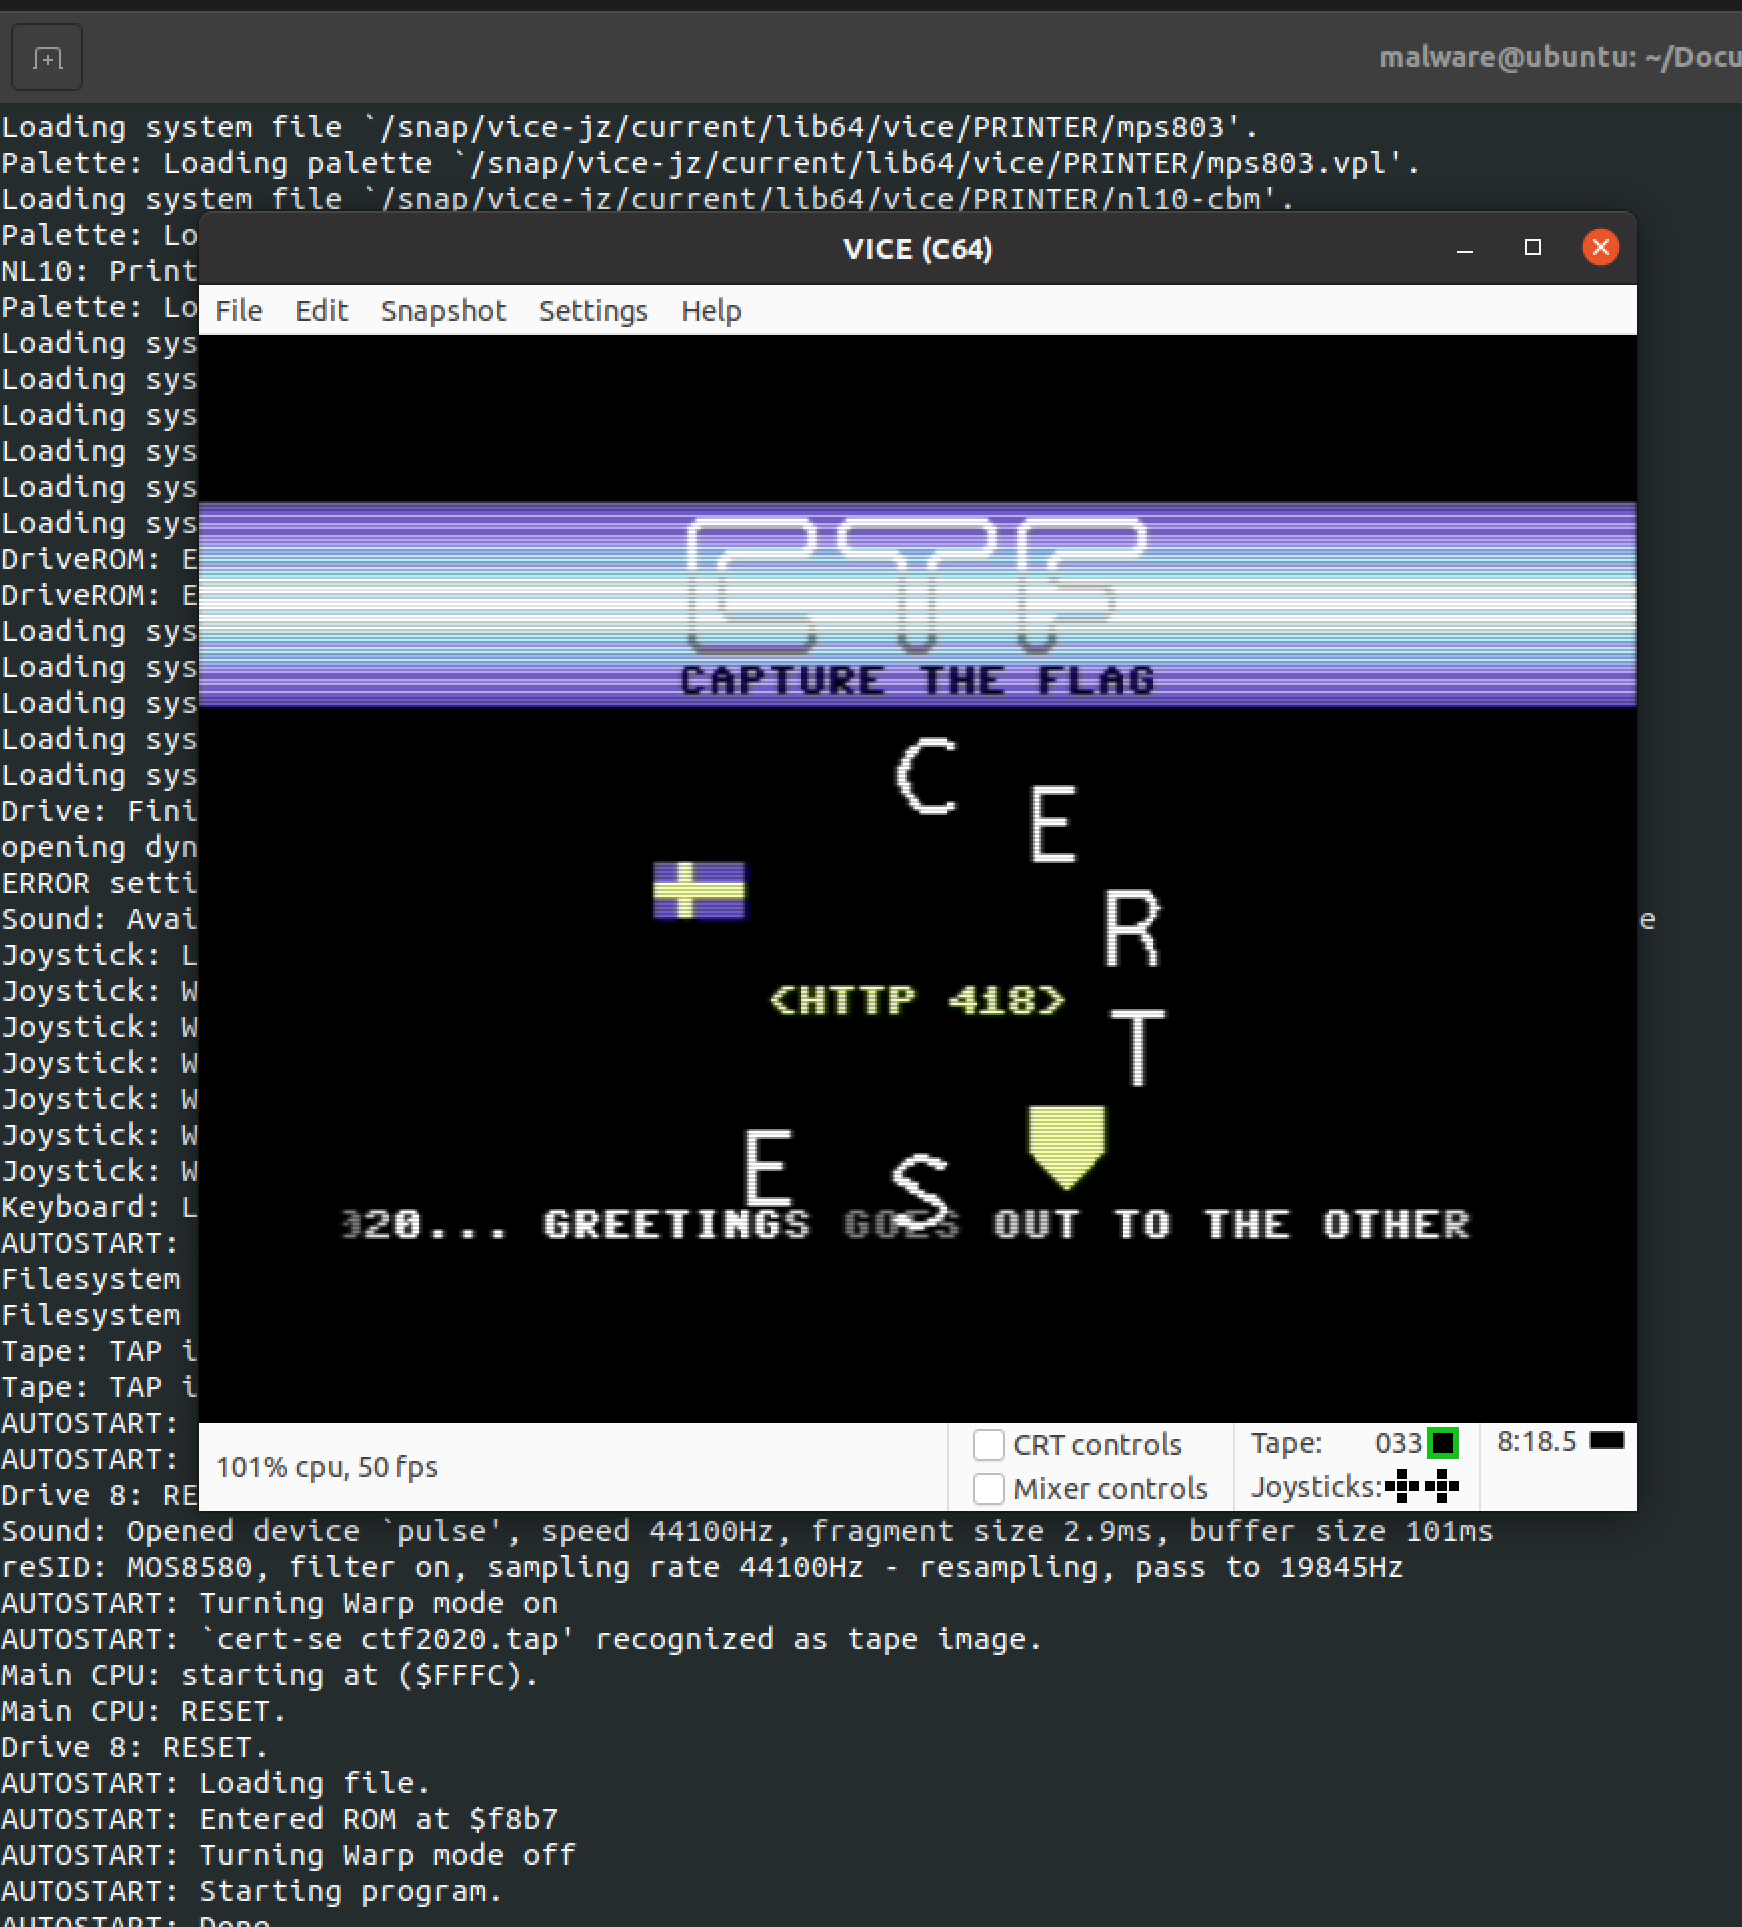 malware@ubuntu: ~/Docu
Loading system file `/snap/vice-jz/current/lib64/vice/PRINTER/mps803'.
Palette: Loading palette `/snap/vice-jz/current/lib64/vice/PRINTER/mps803.vpl'.
Loading system file `/snap/vice-jz/current/lib64/vice/PRINTER/nl10-cbm'.
Palette: Lo
NL10: Print
Palette: Lo
Loading sys
Loading sys
Loading sys
Loading sys
Loading sys
Loading sys
DriveROM: E
DriveROM: E
Loading sys
Loading sys
Loading sys
Loading sys
Loading sys
Drive: Fini
opening dyn
ERROR setti
Sound: Avai e
Joystick: L
Joystick: W
Joystick: W
Joystick: W
Joystick: W
Joystick: W
Joystick: W
Keyboard: L
AUTOSTART:
Filesystem
Filesystem
Tape: TAP i
Tape: TAP i
AUTOSTART:
AUTOSTART:
Drive 8: RE
VICE (C64)
File Edit Snapshot Settings Help
CTF
CAPTURE THE FLAG
C
E
R
T
<HTTP 418>
E S
020... GREETINGS GOES OUT TO THE OTHER
101% cpu, 50 fps
CRT controls
Mixer controls
Tape: 033
Joysticks:
8:18.5
Sound: Opened device `pulse', speed 44100Hz, fragment size 2.9ms, buffer size 101ms
reSID: MOS8580, filter on, sampling rate 44100Hz - resampling, pass to 19845Hz
AUTOSTART: Turning Warp mode on
AUTOSTART: `cert-se ctf2020.tap' recognized as tape image.
Main CPU: starting at ($FFFC).
Main CPU: RESET.
Drive 8: RESET.
AUTOSTART: Loading file.
AUTOSTART: Entered ROM at $f8b7
AUTOSTART: Turning Warp mode off
AUTOSTART: Starting program.
AUTOSTART: Done